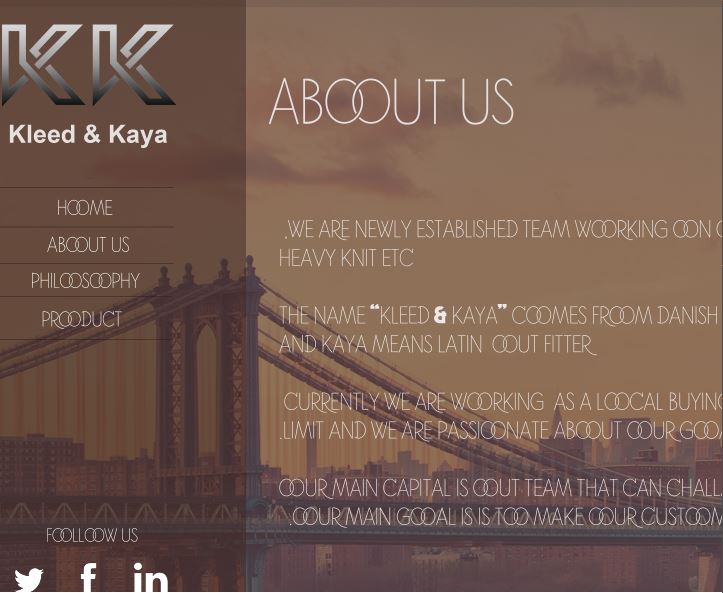 KK
Kleed & Kaya
HOOME
ABOOUT US
PHILOOSOOPHY
PROODUCT
FOOLLOOW US
ABOOUT US
,WE ARE NEWLY ESTABLISHED TEAM WOORKING OON
HEAVY KNIT ETC
THE NAME “KLEED & KAYA” COOMES FROOM DANISH
AND KAYA MEANS LATIN OOUT FITTER
CURRENTLY WE ARE WOORKING AS A LOOCAL BUYING
.LIMIT AND WE ARE PASSIOONATE ABOOUT OOUR
OOUR MAIN CAPITAL IS OOUT TEAM THAT CAN
.OOUR MAIN GOOAL IS IS TOO MAKE OOUR